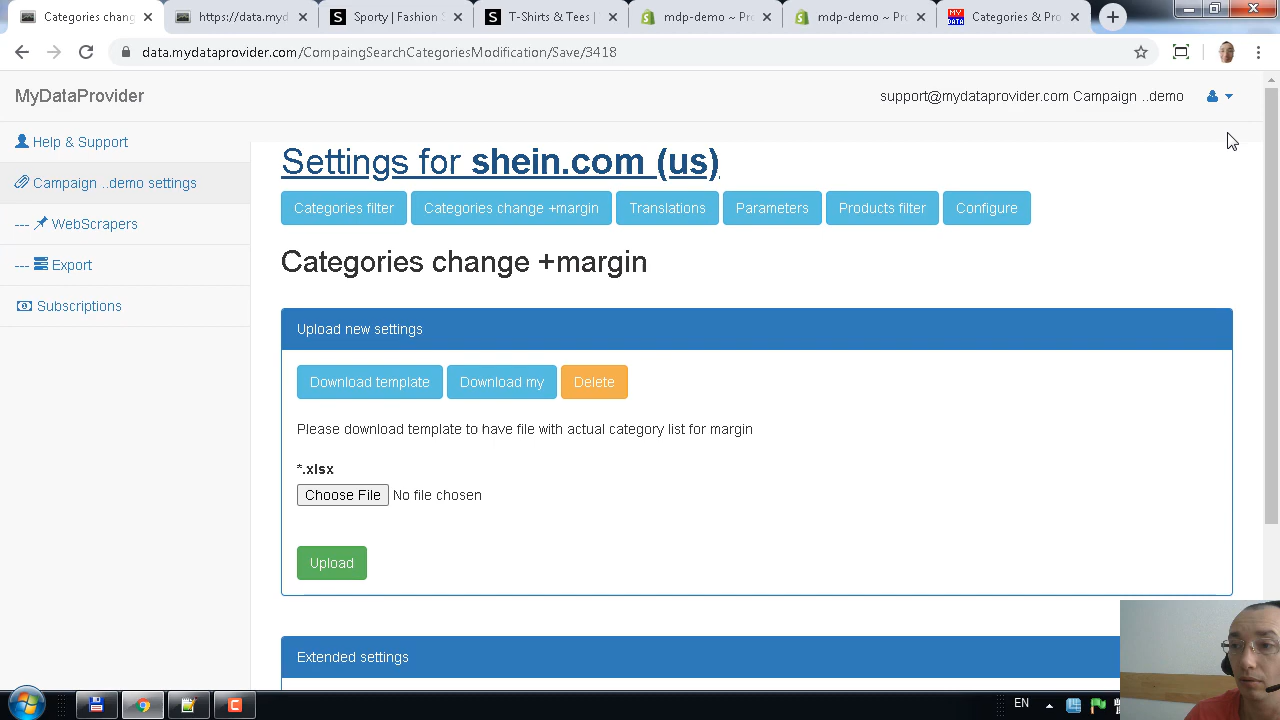 Categories chang
https://data.myd
Sporty | Fashion
T-Shirts & Tees |
mdp-demo ~ Pro
mdp-demo ~ Pro
Categories & Pro
data.mydataprovider.com/CompaingSearchCategoriesModification/Save/3418
MyDataProvider
support@mydataprovider.com Campaign ..demo
Help & Support
Campaign ..demo settings
--- WebScrapers
--- Export
Subscriptions
Settings for shein.com (us)
Categories filter
Categories change +margin
Translations
Parameters
Products filter
Configure
Categories change +margin
Upload new settings
Download template
Download my
Delete
Please download template to have file with actual category list for margin
*.xlsx
Choose File No file chosen
Upload
Extended settings
EN